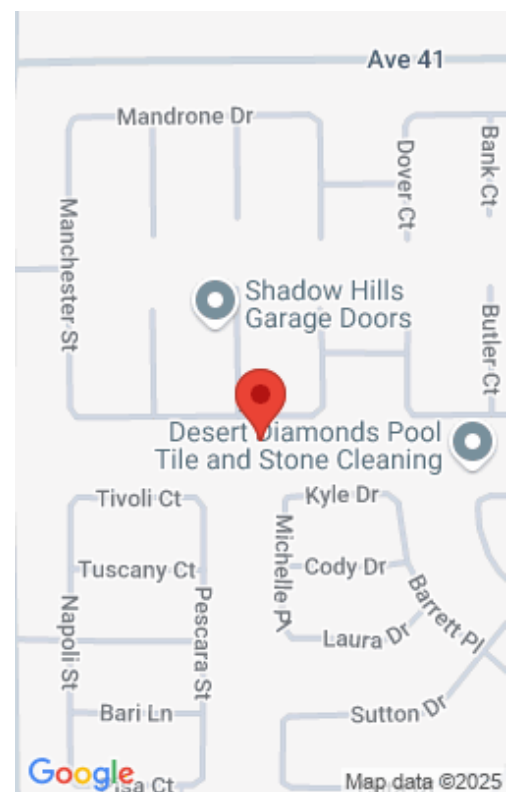 Ave 41
Mandrone Dr
Bank Ct
Dover Ct
Manchester St
Shadow Hills
Garage Doors
Butler Ct
Desert Diamonds Pool
Tile and Stone Cleaning
Tivoli Ct
Kyle Dr
Michelle Pl
Tuscany Ct
Cody Dr
Barrett Pl
Napoli St
Pescara St
Laura Dr
Bari Ln
Sutton Dr
Google
Ct
Map data ©2025